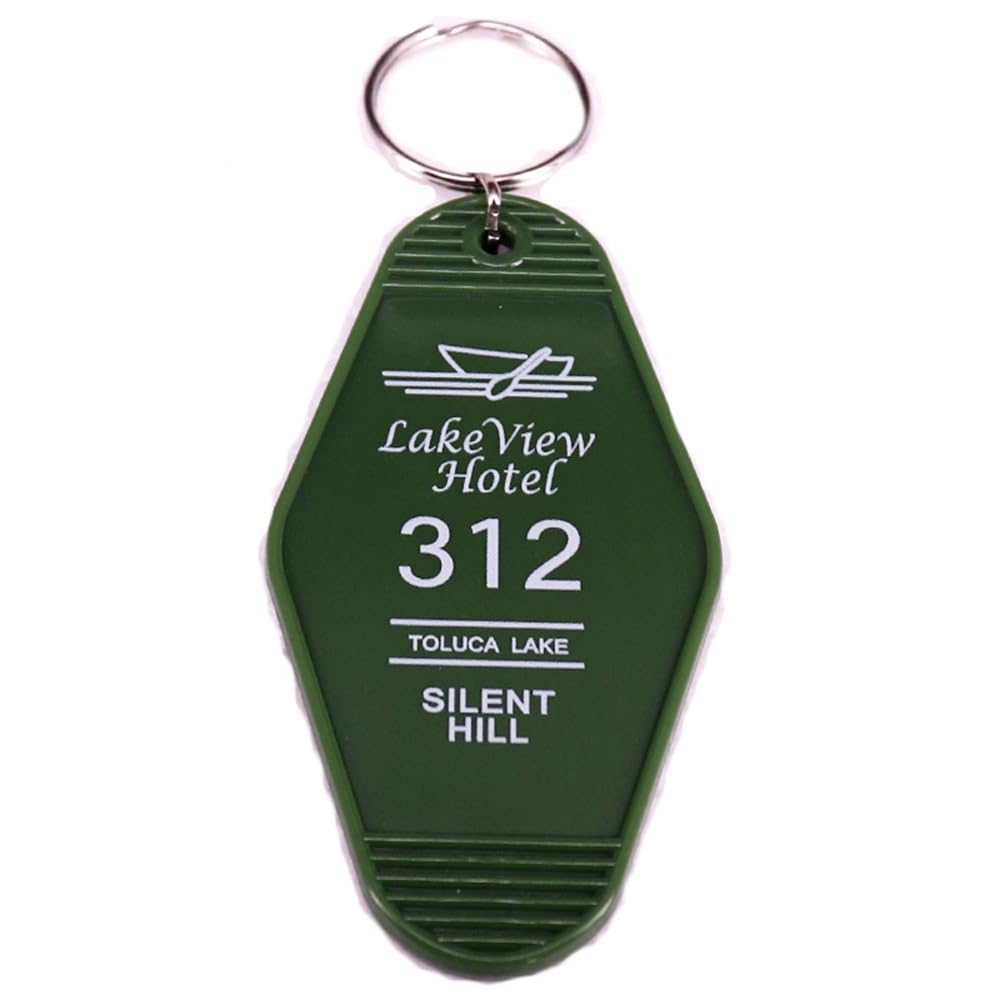 LakeView
Hotel
312
TOLUCA LAKE
SILENT
HILL